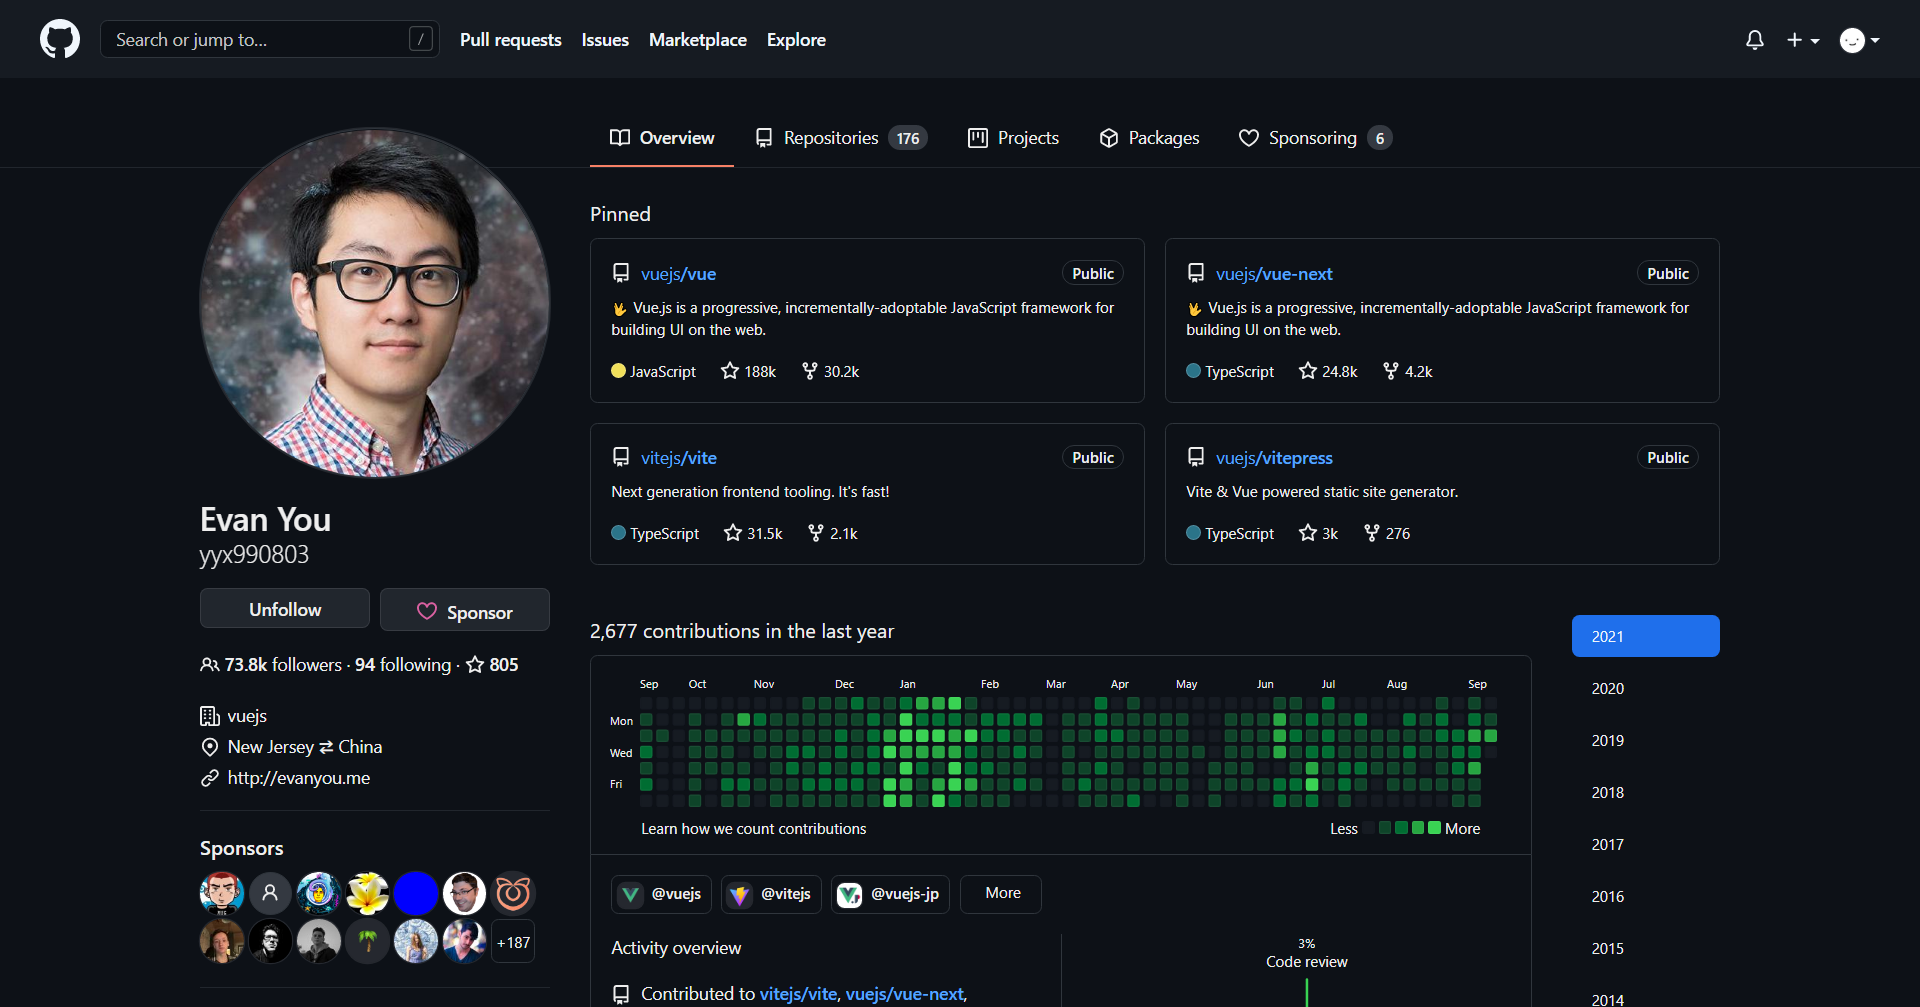 Search or jump to...
/
Pull requests
Issues
Marketplace
Explore
Overview
Repositories 176
Projects
Packages
Sponsoring 6
Evan You
yyx990803
Unfollow
Sponsor
73.8k followers · 94 following · 805
vuejs
New Jersey ⇄ China
http://evanyou.me
Sponsors
+187
Pinned
vuejs/vue
Public
🖖 Vue.js is a progressive, incrementally-adoptable JavaScript framework for
building UI on the web.
JavaScript 188k 30.2k
vuejs/vue-next
Public
🖖 Vue.js is a progressive, incrementally-adoptable JavaScript framework for
building UI on the web.
TypeScript 24.8k 4.2k
vitejs/vite
Public
Next generation frontend tooling. It's fast!
TypeScript 31.5k 2.1k
vuejs/vitepress
Public
Vite & Vue powered static site generator.
TypeScript 3k 276
2,677 contributions in the last year
Sep Oct Nov Dec Jan Feb Mar Apr May Jun Jul Aug Sep
Mon
Wed
Fri
Learn how we count contributions
Less More
@vuejs
@vitejs
@vuejs-jp
More
Activity overview
Contributed to vitejs/vite, vuejs/vue-next,
3%
Code review
2021
2020
2019
2018
2017
2016
2015
2014